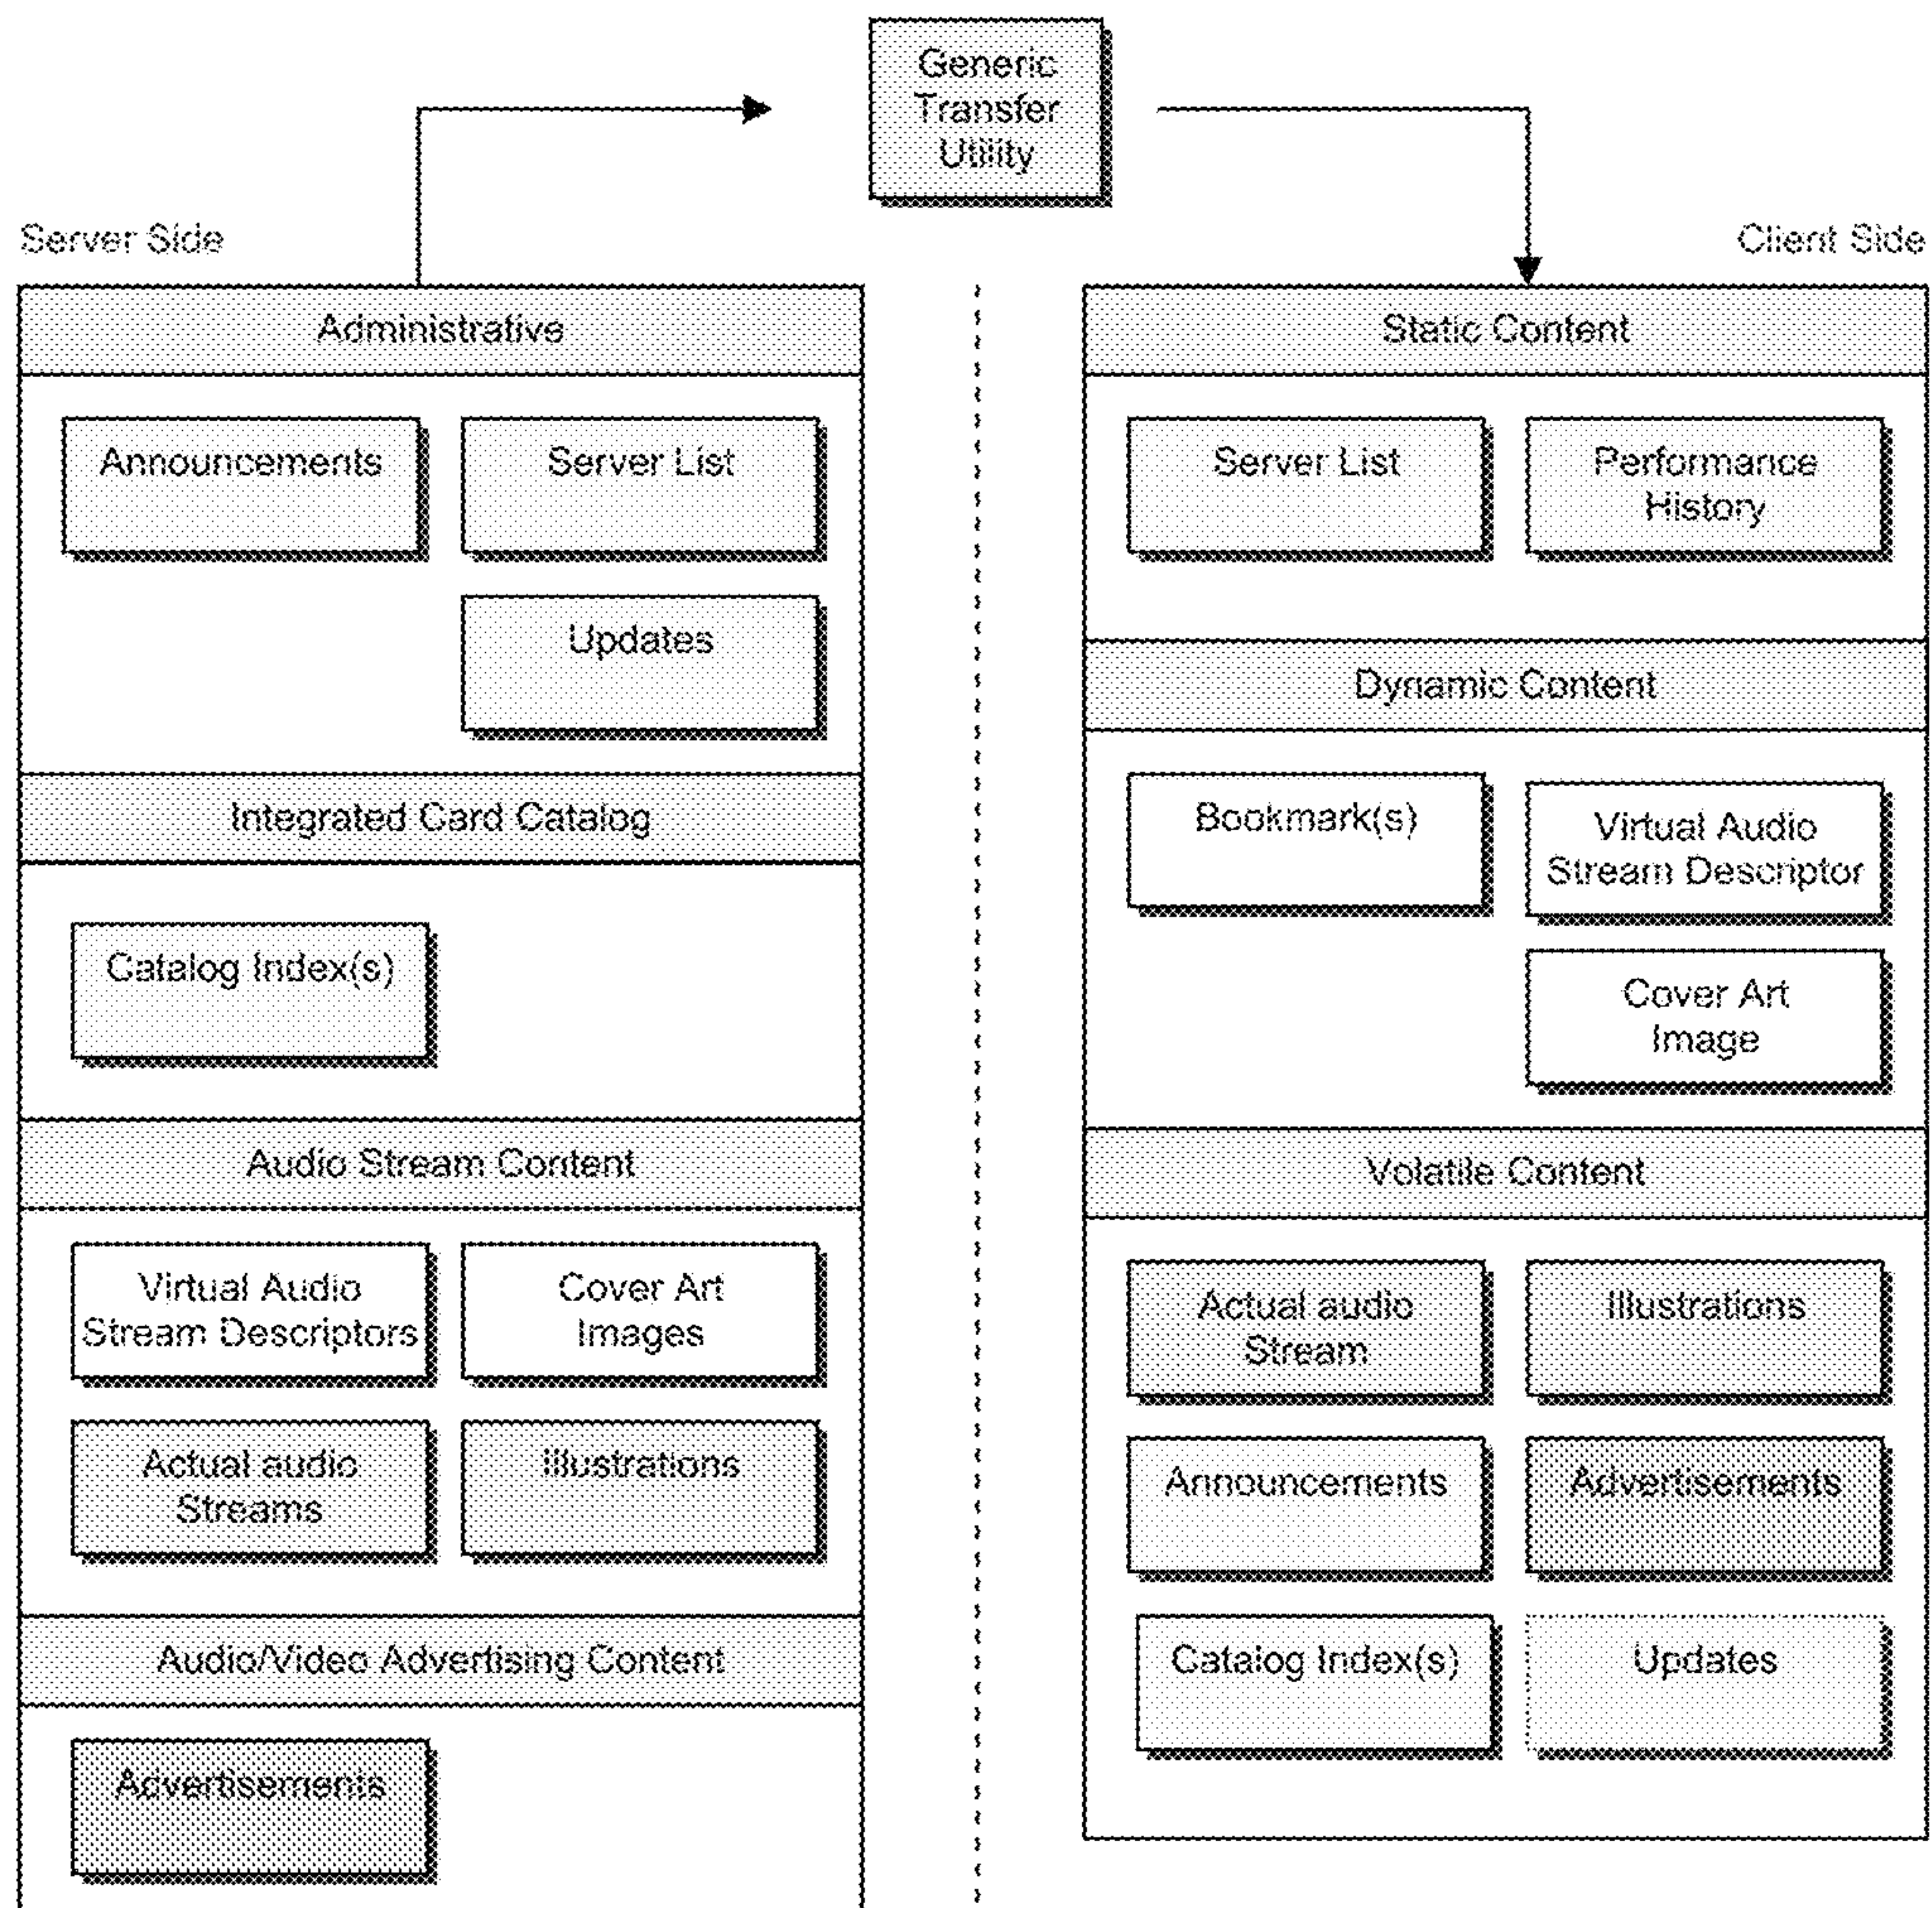 Generic
Transfer
Utility
Server Side
Client Side
Administrative
Announcements
Server List
Updates
Integrated Card Catalog
Catalog Index(s)
Audio Stream Content
Virtual Audio
Stream Descriptors
Cover Art
Images
Actual audio
Streams
Illustrations
Audio/Video Advertising Content
Advertisements
Static Content
Server List
Performance
History
Dynamic Content
Bookmark(s)
Virtual Audio
Stream Descriptor
Cover Art
Image
Volatile Content
Actual audio
Stream
Illustrations
Announcements
Advertisements
Catalog Index(s)
Updates